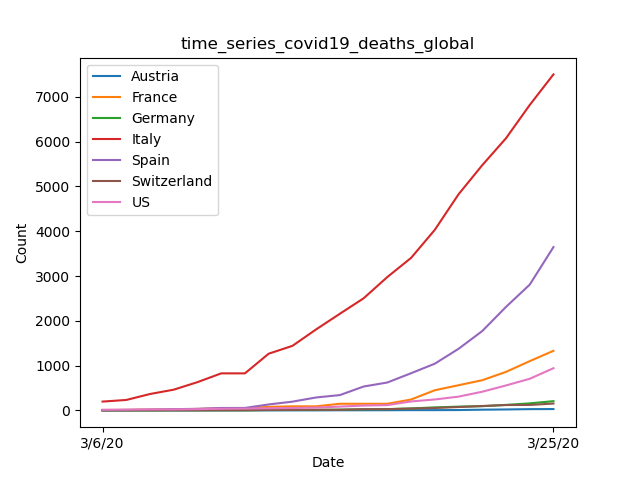 time_series_covid19_deaths_global
Austria
France
Germany
Italy
Spain
Switzerland
US
7000
6000
5000
4000
3000
2000
1000
0
Count
3/6/20
3/25/20
Date